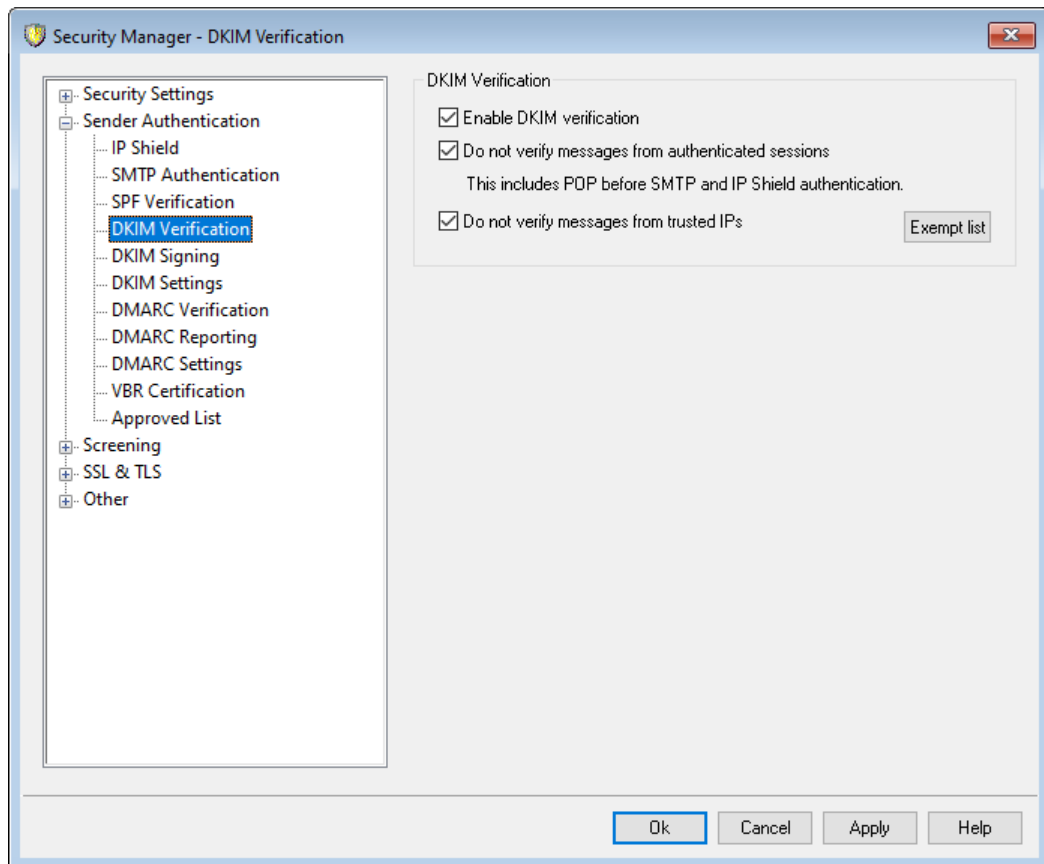 Security Manager - DKIM Verification
Security Settings
Sender Authentication
IP Shield
SMTP Authentication
SPF Verification
DKIM Verification
DKIM Signing
DKIM Settings
DMARC Verification
DMARC Reporting
DMARC Settings
VBR Certification
Approved List
Screening
SSL & TLS
Other
DKIM Verification
Enable DKIM verification
Do not verify messages from authenticated sessions
This includes POP before SMTP and IP Shield authentication.
Do not verify messages from trusted IPs
Exempt list
Ok
Cancel
Apply
Help